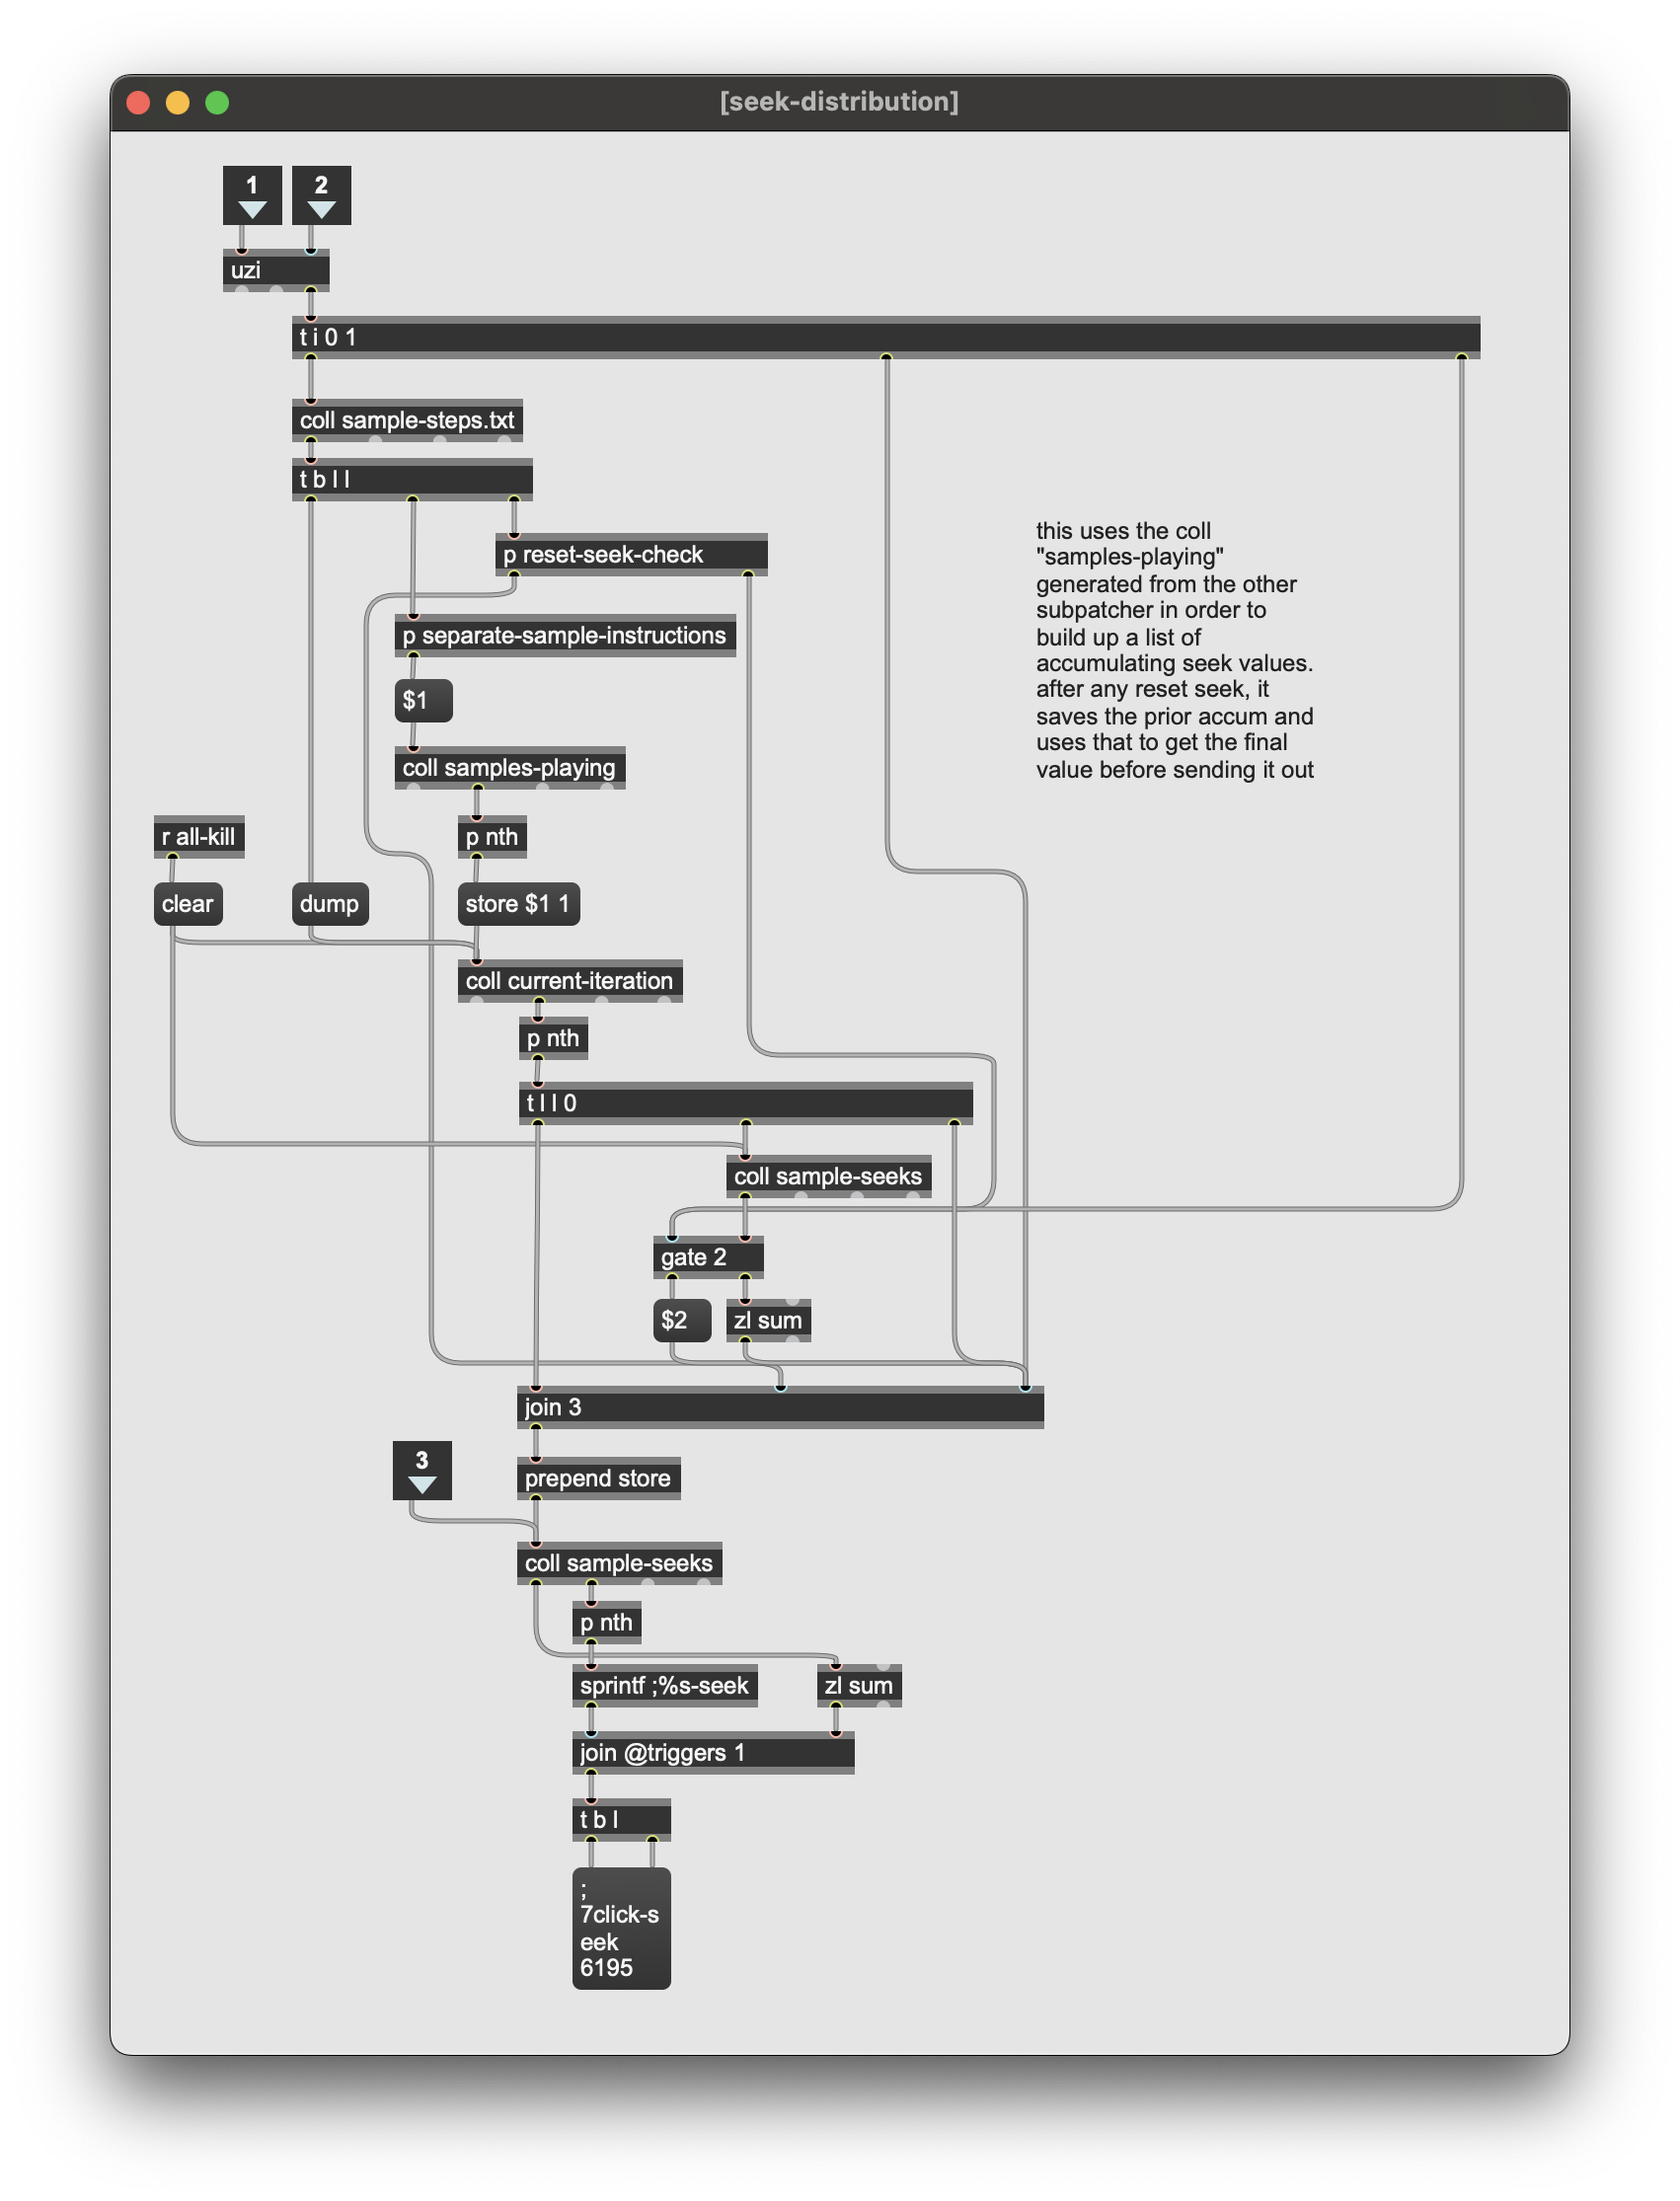 [seek-distribution]
1
2
uzi
t i 0 1
coll sample-steps.txt
t b l l
p reset-seek-check
this uses the coll
"samples-playing"
generated from the other
subpatcher in order to
build up a list of
accumulating seek values.
after any reset seek, it
saves the prior accum and
uses that to get the final
value before sending it out
p separate-sample-instructions
$1
coll samples-playing
r all-kill
p nth
clear
dump
store $1 1
coll current-iteration
p nth
t l l 0
coll sample-seeks
gate 2
$2
zl sum
join 3
3
prepend store
coll sample-seeks
p nth
sprintf ;%s-seek
zl sum
join @triggers 1
t b l
;
7click-s
eek
6195